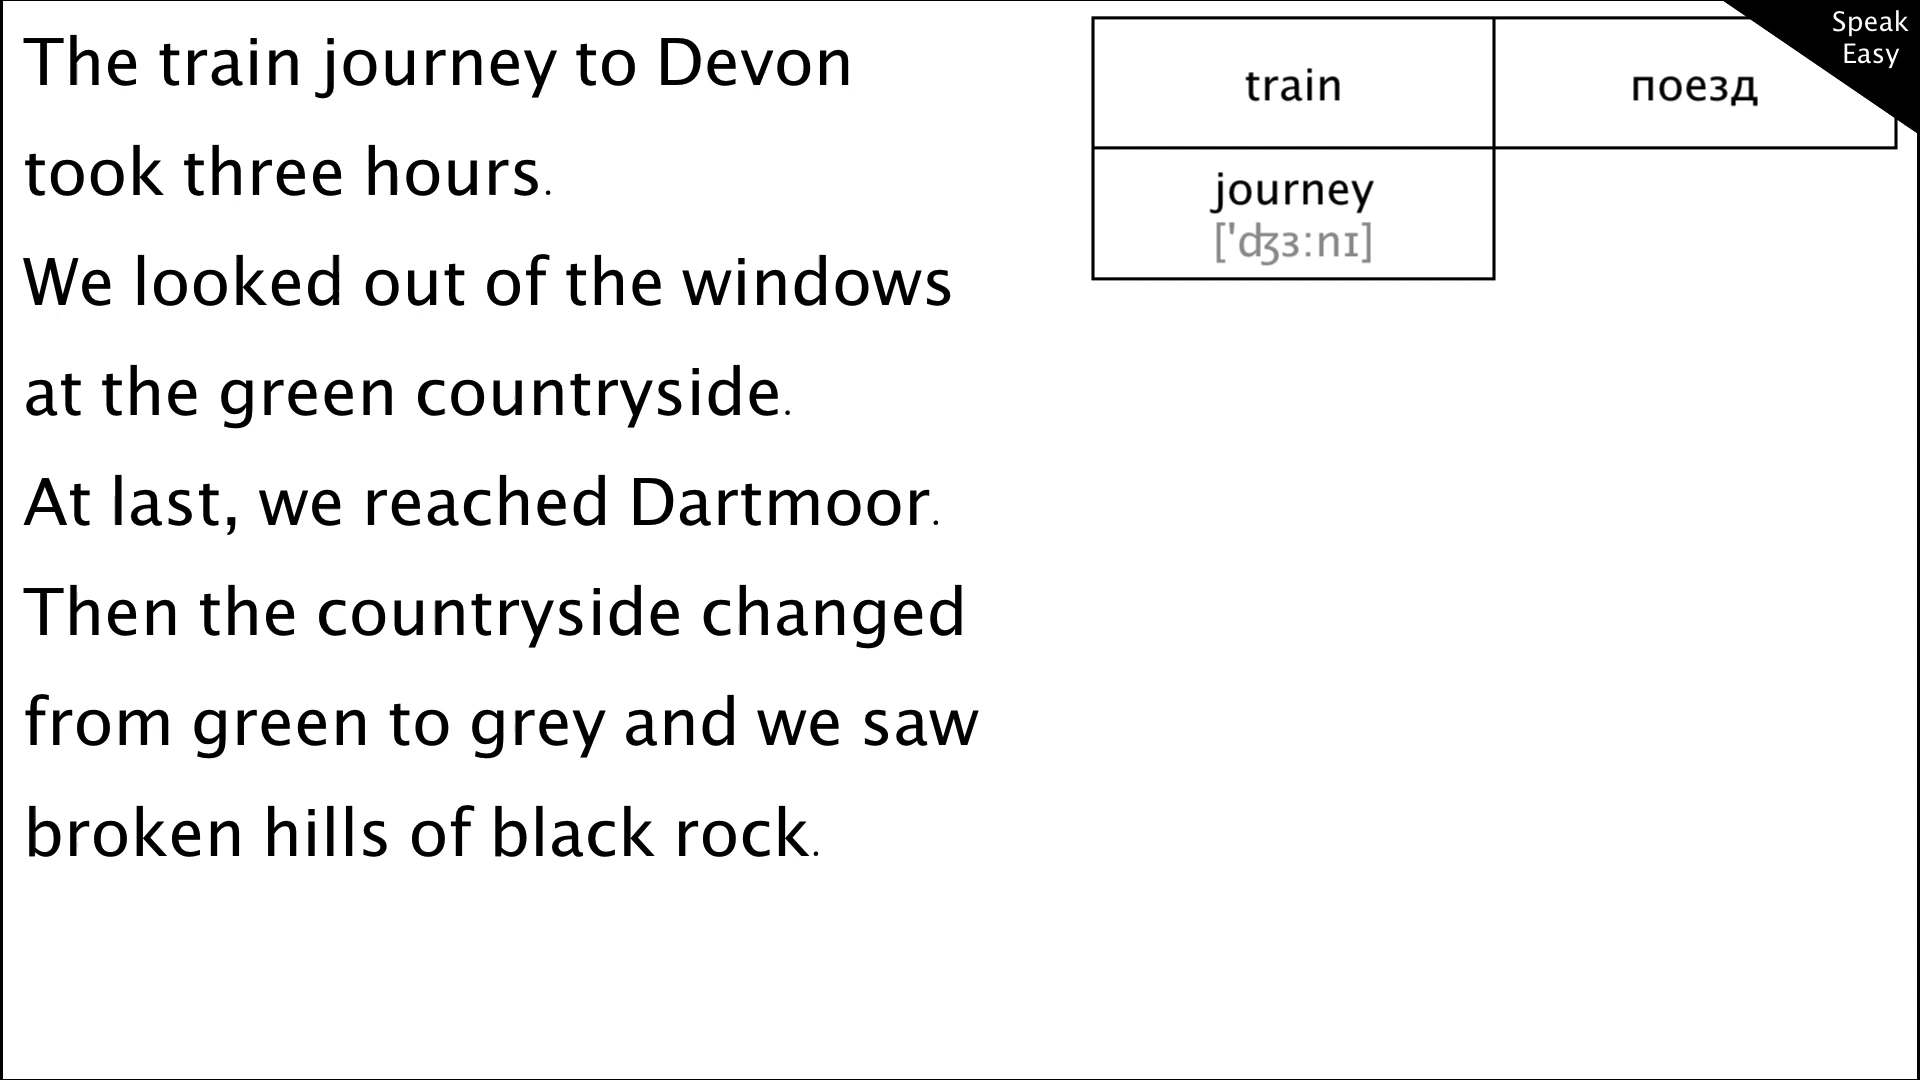 The train journey to Devon
took three hours.
We looked out of the windows
at the green countryside.
At last, we reached Dartmoor.
Then the countryside changed
from green to grey and we saw
broken hills of black rock.
train
поезд
journey
['ʤɜːnɪ]
Speak
Easy